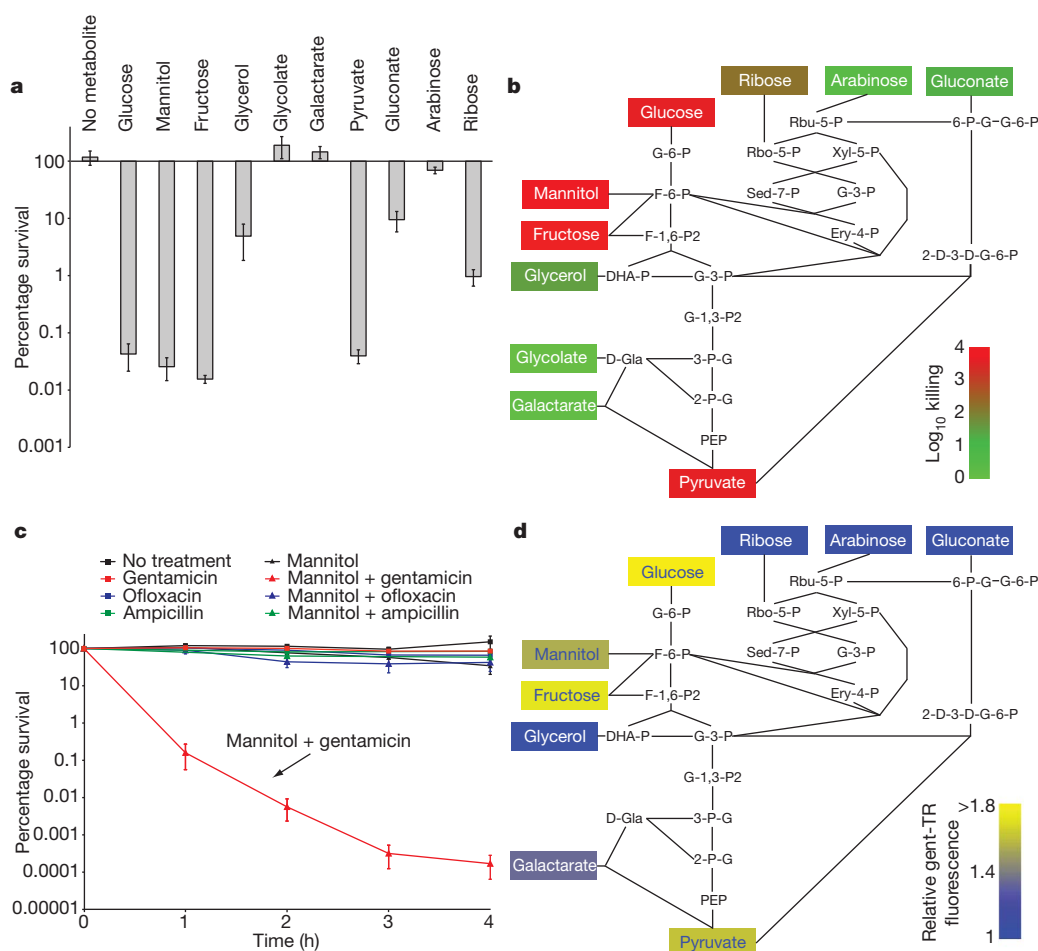 a
No metabolite
Glucose
Mannitol
Fructose
Glycerol
Glycolate
Galactarate
Pyruvate
Gluconate
Arabinose
Ribose
Percentage survival
100
10
1
0.1
0.01
0.001
b
Ribose
Arabinose
Gluconate
Glucose
Rbu-5-P
6-P-G
G-6-P
G-6-P
Rbo-5-P
Xyl-5-P
Mannitol
F-6-P
Sed-7-P
G-3-P
Fructose
F-1,6-P2
Ery-4-P
2-D-3-D-G-6-P
Glycerol
DHA-P
G-3-P
G-1,3-P2
Glycolate
D-Gla
3-P-G
Galactarate
2-P-G
PEP
Pyruvate
Log10 killing
4
3
2
1
0
c
No treatment
Gentamicin
Ofloxacin
Ampicillin
Mannitol
Mannitol + gentamicin
Mannitol + ofloxacin
Mannitol + ampicillin
Percentage survival
100
10
1
0.1
0.01
0.001
0.0001
0.00001
Mannitol + gentamicin
0
1
2
3
4
Time (h)
d
Ribose
Arabinose
Gluconate
Glucose
Rbu-5-P
6-P-G
G-6-P
G-6-P
Rbo-5-P
Xyl-5-P
Mannitol
F-6-P
Sed-7-P
G-3-P
Fructose
F-1,6-P2
Ery-4-P
2-D-3-D-G-6-P
Glycerol
DHA-P
G-3-P
G-1,3-P2
D-Gla
3-P-G
Galactarate
2-P-G
PEP
Pyruvate
Relative gent-TR
fluorescence
>1.8
1.4
1